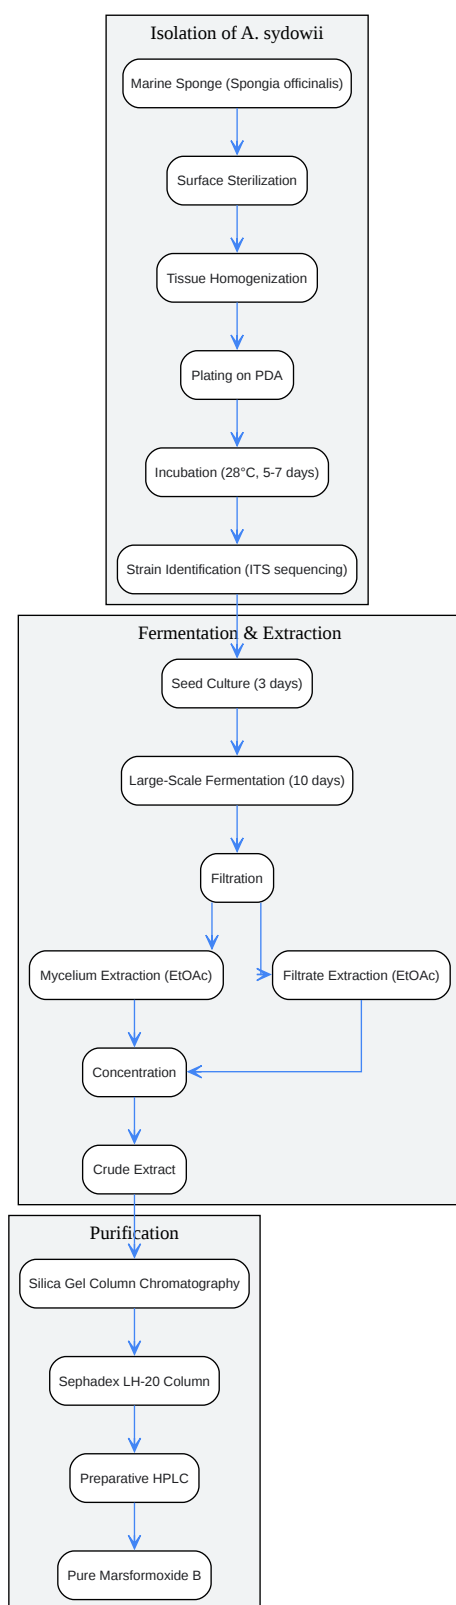 Isolation of A. sydowii
Marine Sponge (Spongia officinalis)
Surface Sterilization
Tissue Homogenization
Plating on PDA
Incubation (28°C, 5-7 days)
Strain Identification (ITS sequencing)
Fermentation & Extraction
Seed Culture (3 days)
Large-Scale Fermentation (10 days)
Filtration
Mycelium Extraction (EtOAc)
Filtrate Extraction (EtOAc)
Concentration
Crude Extract
Purification
Silica Gel Column Chromatography
Sephadex LH-20 Column
Preparative HPLC
Pure Marsformoxide B